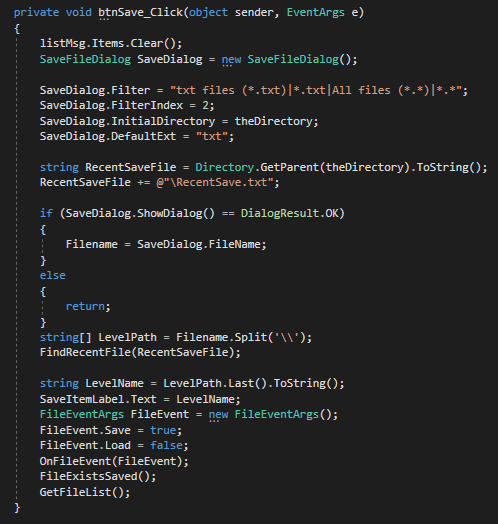 private void btnSave_Click(object sender, EventArgs e)
{
listMsg.Items.Clear();
SaveFileDialog SaveDialog = new SaveFileDialog();
SaveDialog.Filter = "txt files (*.txt)|*.txt|All files (*.*)|*.*";
SaveDialog.FilterIndex = 2;
SaveDialog.InitialDirectory = theDirectory;
SaveDialog.DefaultExt = "txt";
string RecentSaveFile = Directory.GetParent(theDirectory).ToString();
RecentSaveFile += @"\RecentSave.txt";
if (SaveDialog.ShowDialog() == DialogResult.OK)
{
Filename = SaveDialog.FileName;
}
else
{
return;
}
string[] LevelPath = Filename.Split('\\');
FindRecentFile(RecentSaveFile);
string LevelName = LevelPath.Last().ToString();
SaveItemLabel.Text = LevelName;
FileEventArgs FileEvent = new FileEventArgs();
FileEvent.Save = true;
FileEvent.Load = false;
OnFileEvent(FileEvent);
FileExistsSaved();
GetFileList();
}